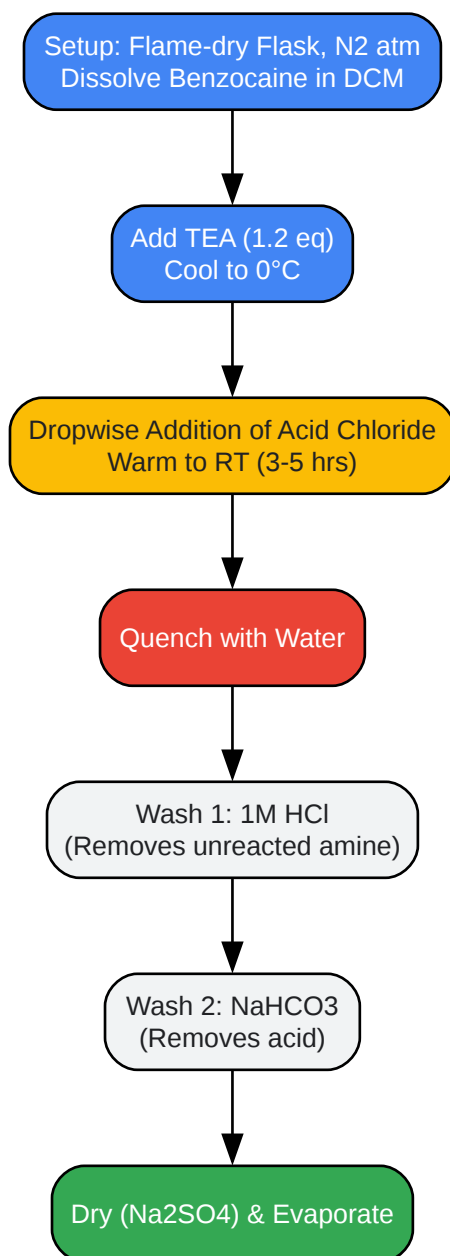 Setup: Flame-dry Flask, N2 atm
Dissolve Benzocaine in DCM
Add TEA (1.2 eq)
Cool to 0°C
Dropwise Addition of Acid Chloride
Warm to RT (3-5 hrs)
Quench with Water
Wash 1: 1M HCl
(Removes unreacted amine)
Wash 2: NaHCO3
(Removes acid)
Dry (Na2SO4) & Evaporate